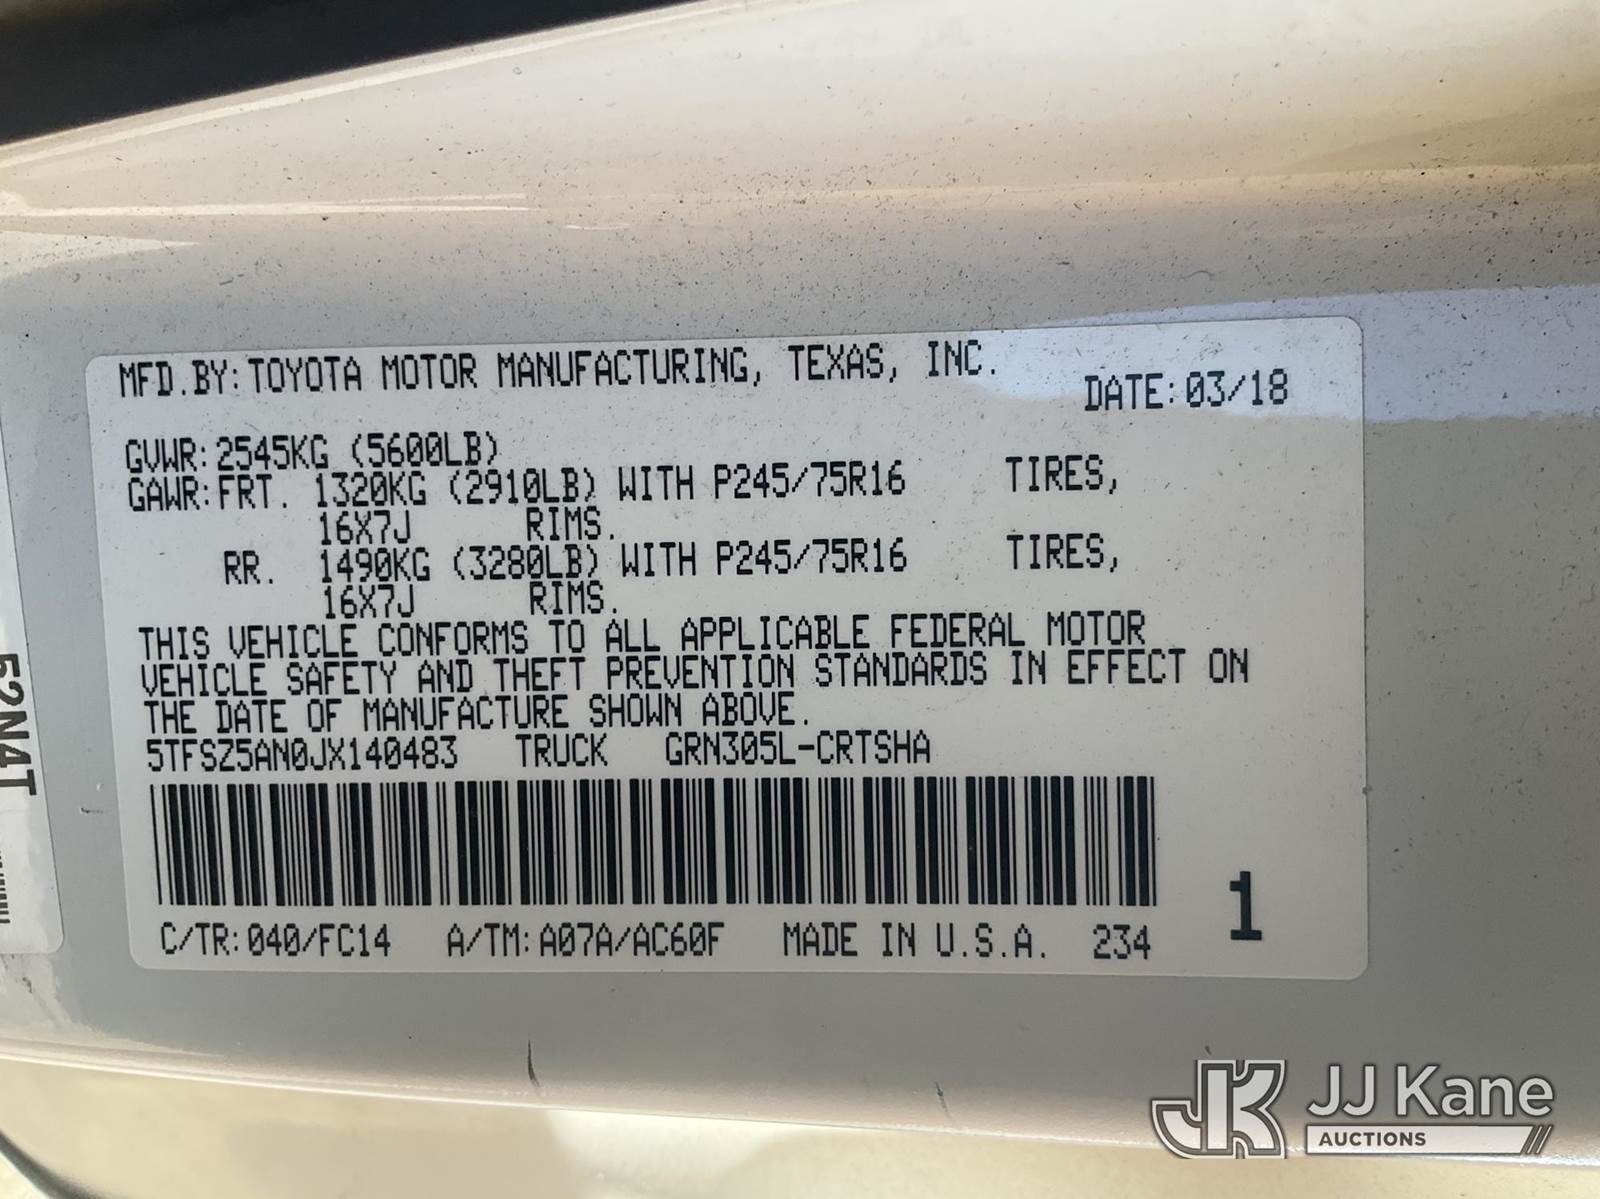 MFD.BY: TOYOTA MOTOR MANUFACTURING, TEXAS, INC.
DATE: 03/18
GVWR: 2545KG (5600LB)
GAWR: FRT. 1320KG (2910LB) WITH P245/75R16 TIRES,
16X7J RIMS.
RR. 1490KG (3280LB) WITH P245/75R16 TIRES,
16X7J RIMS.
THIS VEHICLE CONFORMS TO ALL APPLICABLE FEDERAL MOTOR
VEHICLE SAFETY AND THEFT PREVENTION STANDARDS IN EFFECT ON
THE DATE OF MANUFACTURE SHOWN ABOVE.
5TFSZ5AN0JX140483 TRUCK GRN305L-CRTSHA
C/TR: 040/FC14 A/TM: A07A/AC60F MADE IN U.S.A. 234
1
JK JJ Kane
AUCTIONS